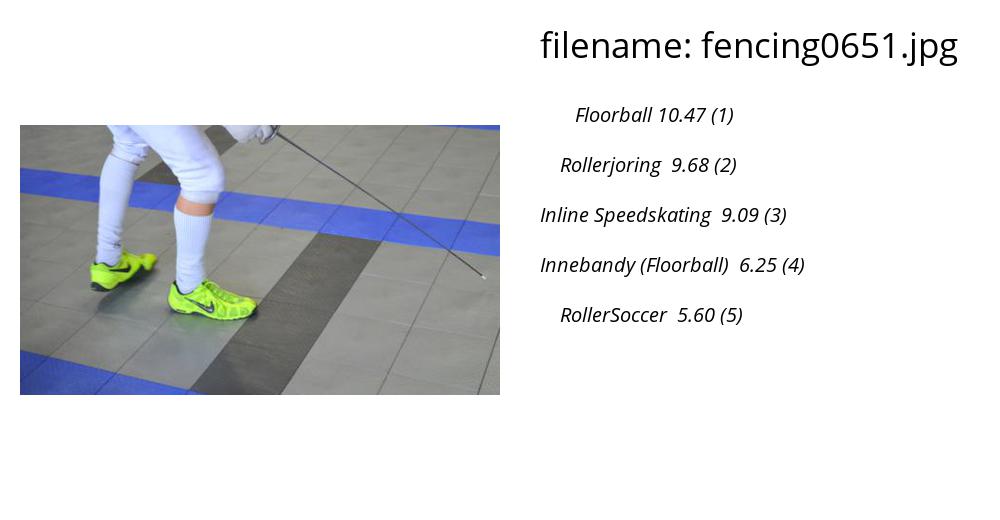 filename: fencing0651.jpg
Floorball 10.47 (1)
Rollerjoring 9.68 (2)
Inline Speedskating 9.09 (3)
Innebandy (Floorball) 6.25 (4)
RollerSoccer 5.60 (5)